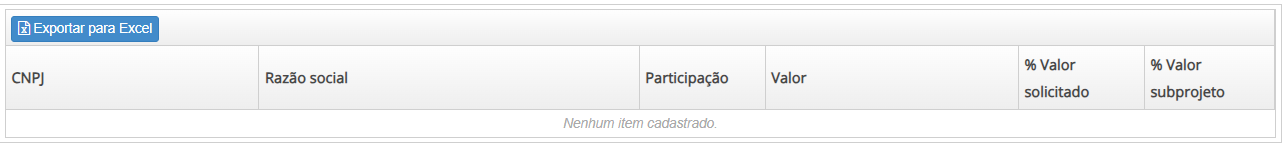 Exportar para Excel
CNPJ
Razão social
Participação
Valor
% Valor
solicitado
% Valor
subprojeto
Nenhum item cadastrado.